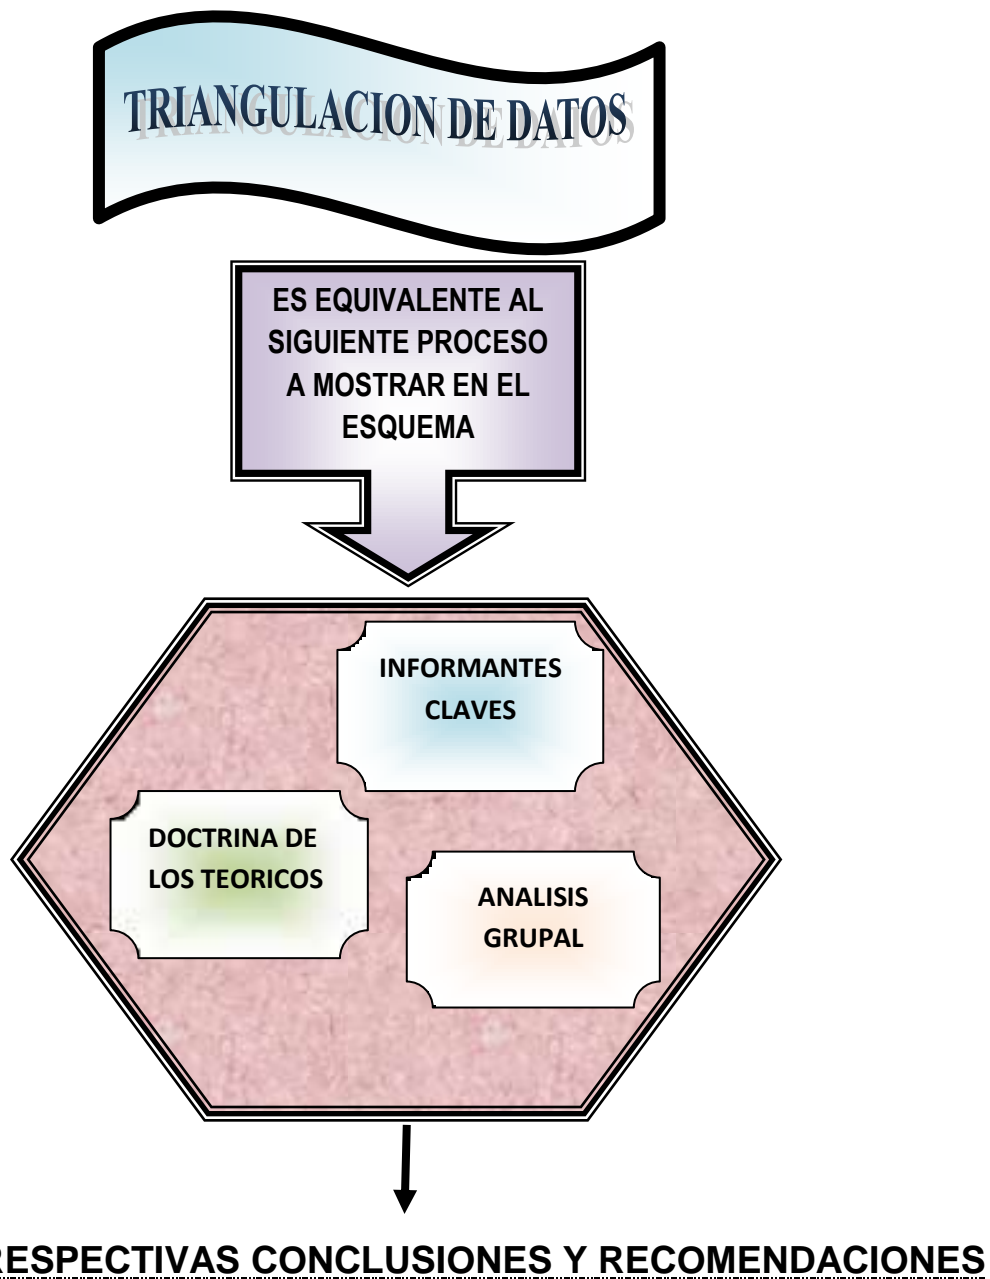 TRIANGULACION DE DATOS
ES EQUIVALENTE AL
SIGUIENTE PROCESO
A MOSTRAR EN EL
ESQUEMA
INFORMANTES
CLAVES
DOCTRINA DE
LOS TEORICOS
ANALISIS
GRUPAL
RESPECTIVAS CONCLUSIONES Y RECOMENDACIONES